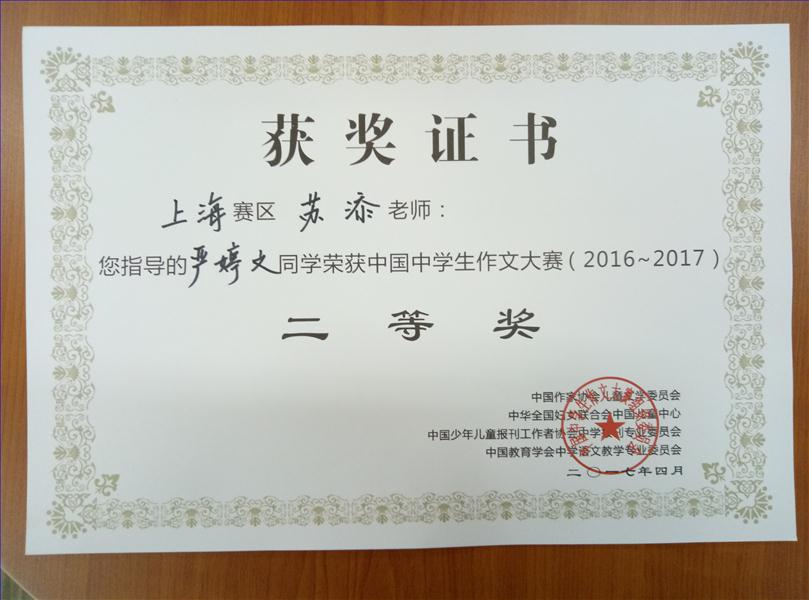 获奖证书
上海赛区 苏添老师：
您指导的严婷文同学荣获中国中学生作文大赛（2016~2017）
二等奖
中国作家协会儿童文学委员会
中华全国妇女联合会中国儿童中心
中国少年儿童报刊工作者协会中学报刊专业委员会
中国教育学会中学语文教学专业委员会
二〇一七年四月